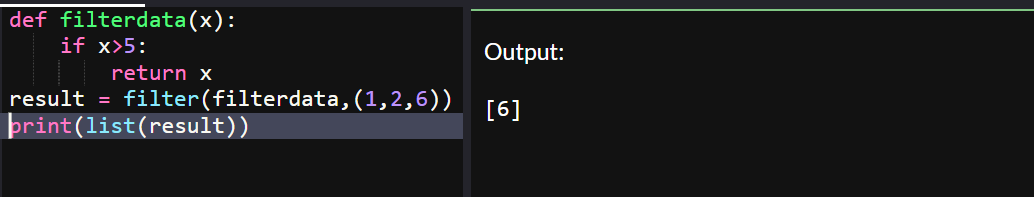 def filterdata(x):
    if x>5:
        return x
result = filter(filterdata,(1,2,6))
print(list(result))
Output:
[6]